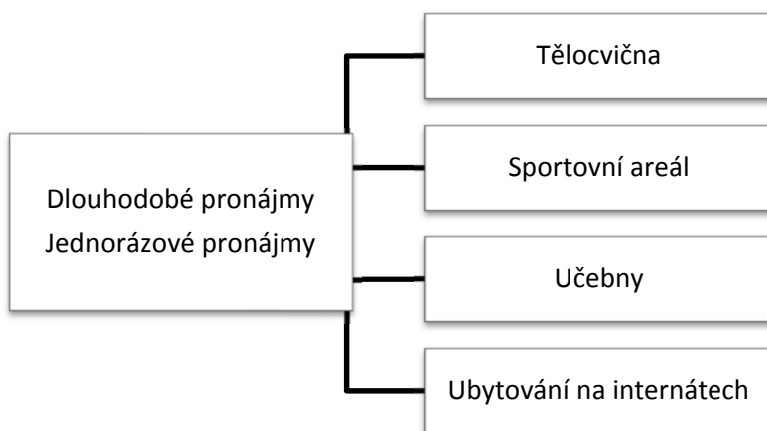 Tělocvična
Sportovní areál
Dlouhodobé pronájmy
Jednorázové pronájmy
Učebny
Ubytování na internátech